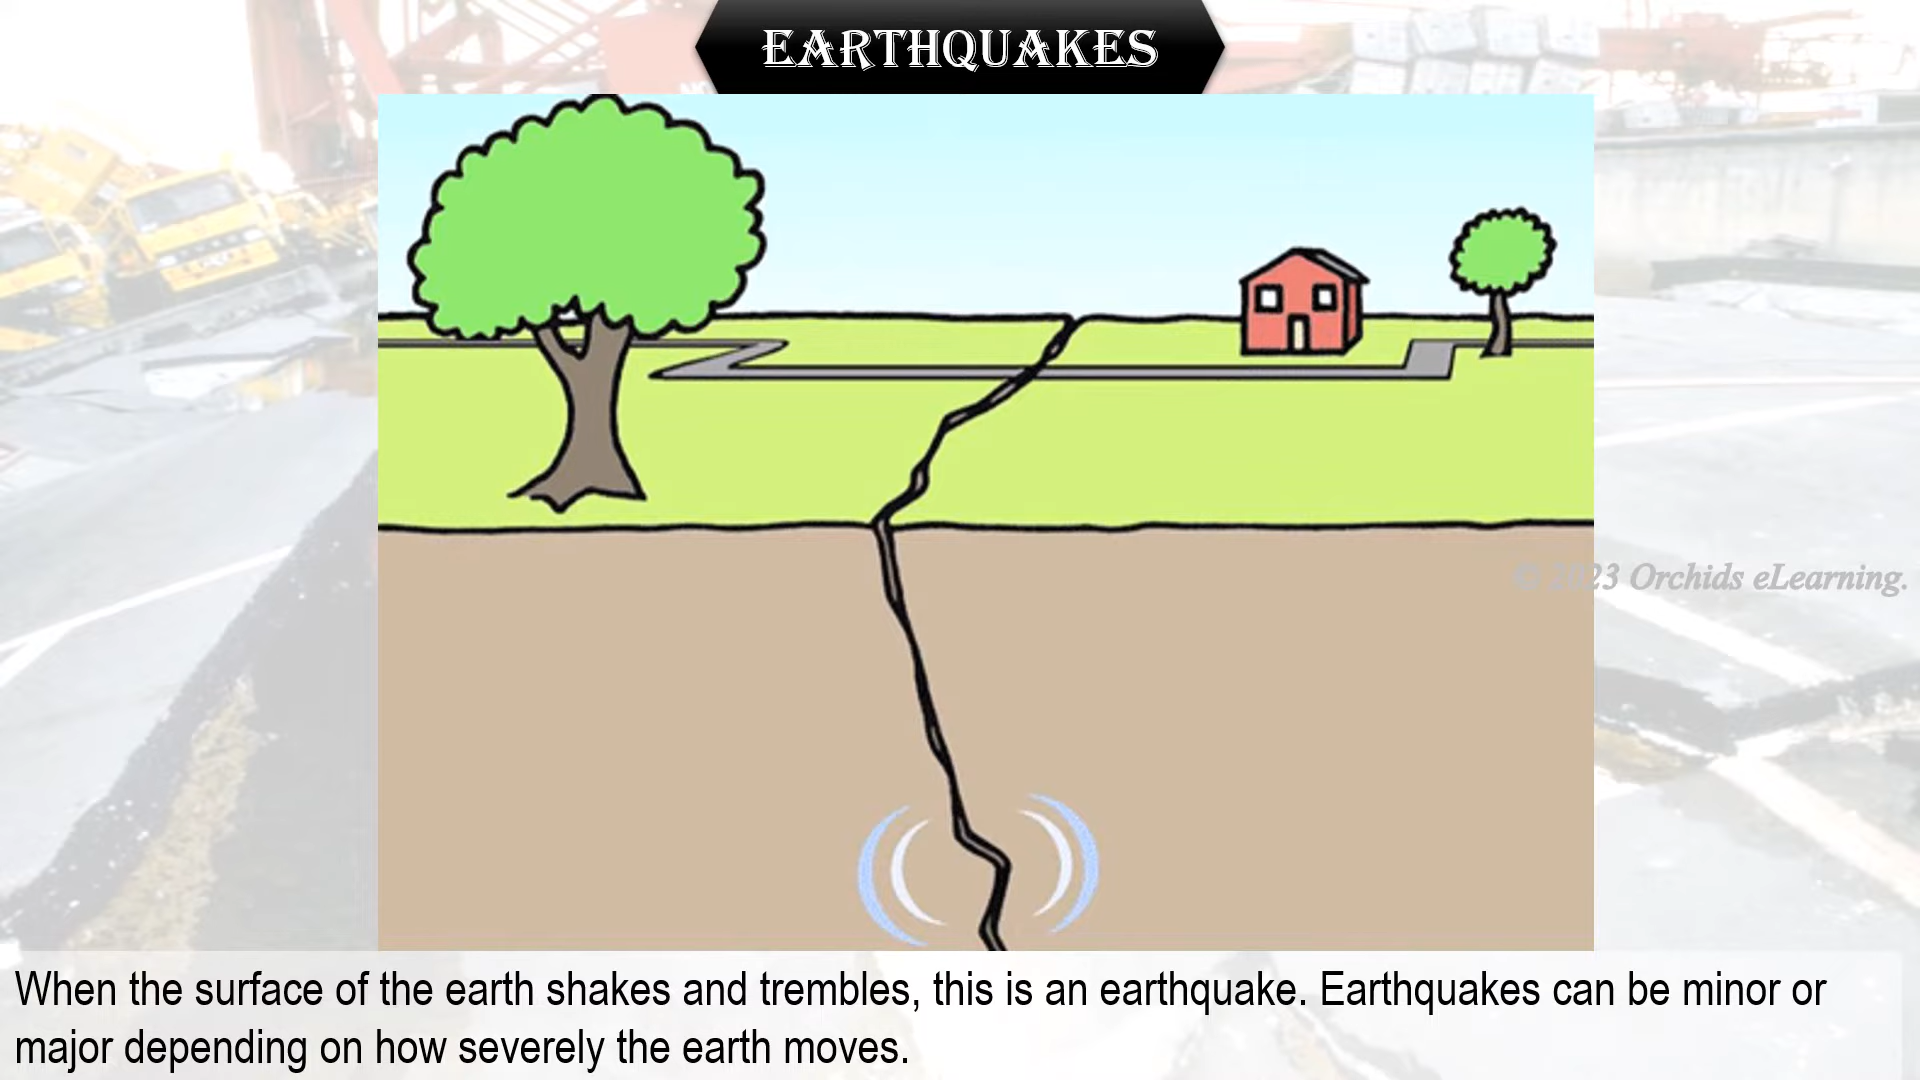 EARTHQUAKES
© 2023 Orchids eLearning.
When the surface of the earth shakes and trembles, this is an earthquake. Earthquakes can be minor or
major depending on how severely the earth moves.